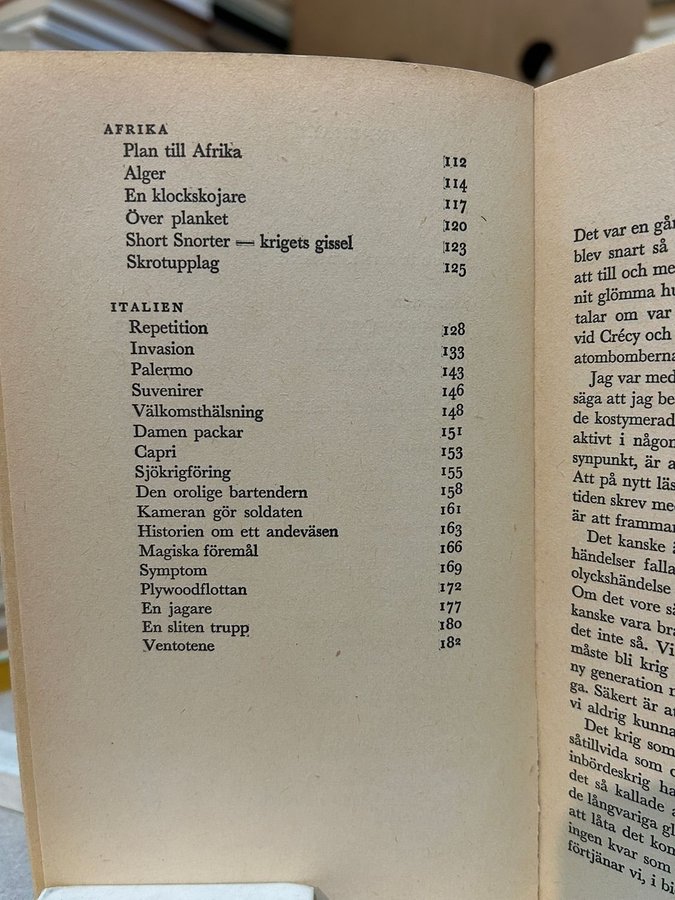 AFRIKA
Plan till Afrika 112
Alger 114
En klockskojare 117
Över planket 120
Short Snorter — krigets gissel 123
Skrotupplag 125
ITALIEN
Repetition 128
Invasion 133
Palermo 143
Suvenirer 146
Välkomsthälsning 148
Damen packar 151
Capri 153
Sjökrigföring 155
Den orolige bartendern 158
Kameran gör soldaten 161
Historien om ett andeväsen 163
Magiska föremål 166
Symptom 169
Plywoodflottan 172
En jagare 177
En sliten trupp 180
Ventotene 182
Det var en gån
blev snart så
att till och me
nit glömma hu
talar om var
vid Crécy och
atombomberna
Jag var med
säga att jag be
de kostymerad
aktivt i någon
synpunkt, är a
Att på nytt läs
tiden skrev me
är att framman
Det kanske ä
händelser falla
olyckshändelse
Om det vore så
kanske vara bra
det inte så. Vi
måste bli krig
ny generation n
ga. Säkert är at
vi aldrig kunna
Det krig som
såtillvida som d
inbördeskrig ha
det så kallade a
de långvariga gl
att låta det kom
ingen kvar som
förtjänar vi, i bi